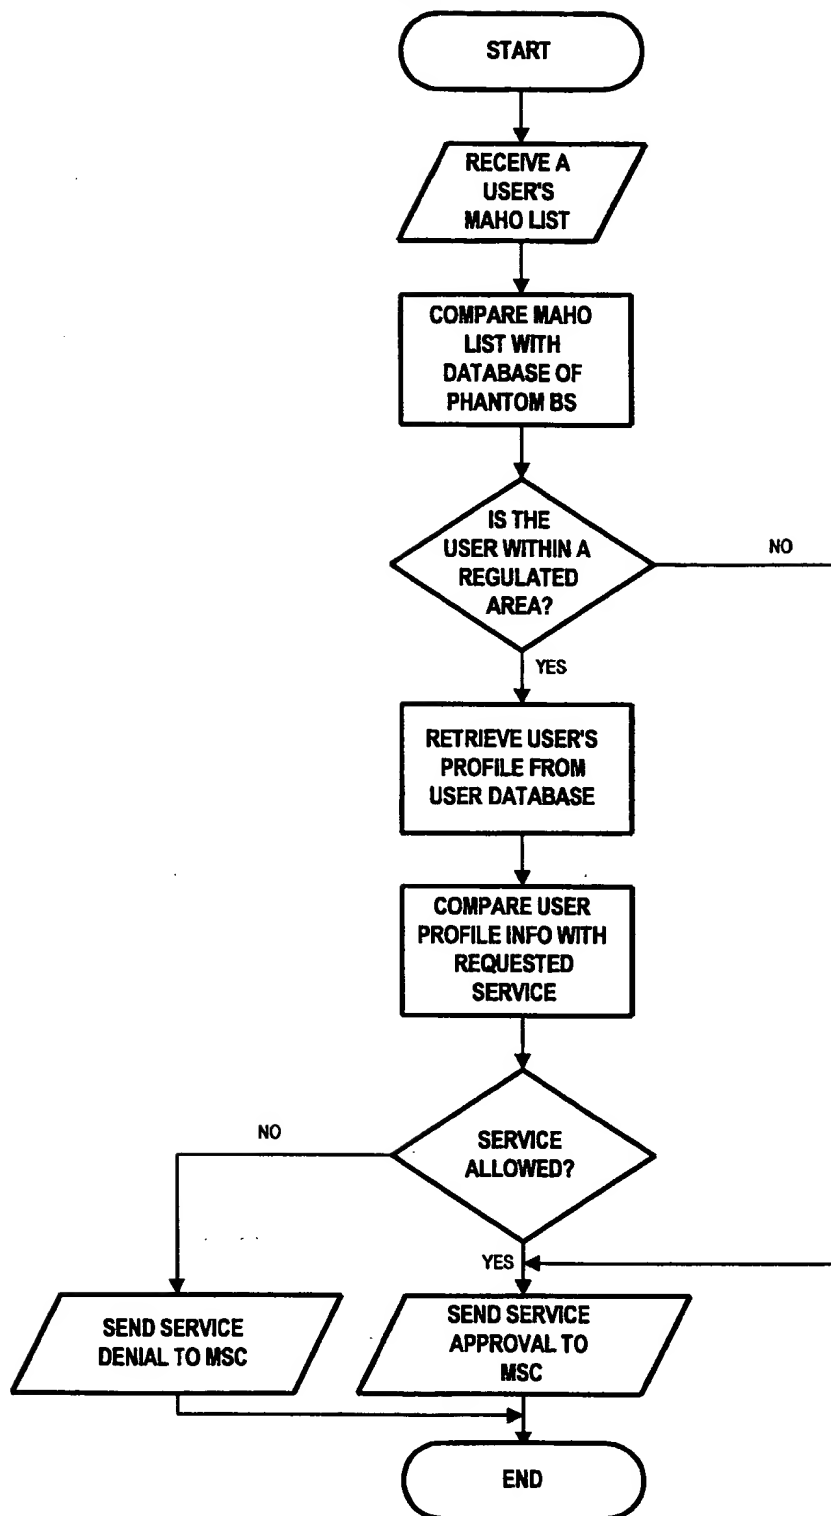 START
RECEIVE A
USER'S
MAHO LIST
COMPARE MAHO
LIST WITH
DATABASE OF
PHANTOM BS
IS THE
USER WITHIN A
REGULATED
AREA?
NO
YES
RETRIEVE USER'S
PROFILE FROM
USER DATABASE
COMPARE USER
PROFILE INFO WITH
REQUESTED
SERVICE
SERVICE
ALLOWED?
NO
YES
SEND SERVICE
DENIAL TO MSC
SEND SERVICE
APPROVAL TO
MSC
END